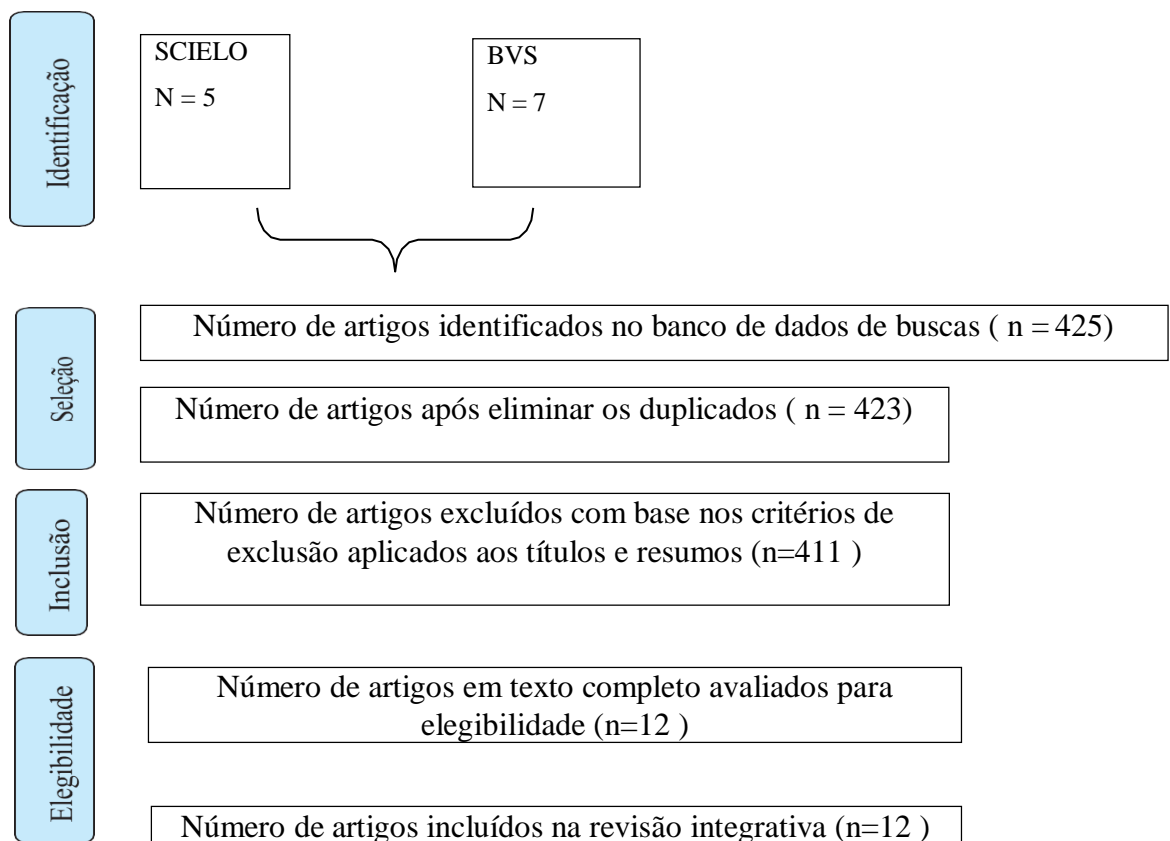 Identificação
SCIELO
N = 5
BVS
N = 7
Seleção
Número de artigos identificados no banco de dados de buscas ( n = 425)
Número de artigos após eliminar os duplicados ( n = 423)
Inclusão
Número de artigos excluídos com base nos critérios de
exclusão aplicados aos títulos e resumos (n=411 )
Elegibilidade
Número de artigos em texto completo avaliados para
elegibilidade (n=12 )
Número de artigos incluídos na revisão integrativa (n=12 )